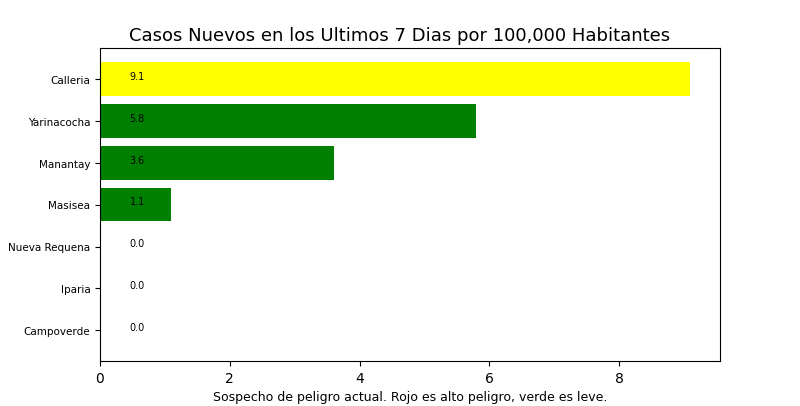 Casos Nuevos en los Ultimos 7 Dias por 100,000 Habitantes
Calleria 9.1
Yarinacocha 5.8
Manantay 3.6
Masisea 1.1
Nueva Requena 0.0
Iparia 0.0
Campoverde 0.0
0 2 4 6 8
Sospecho de peligro actual. Rojo es alto peligro, verde es leve.